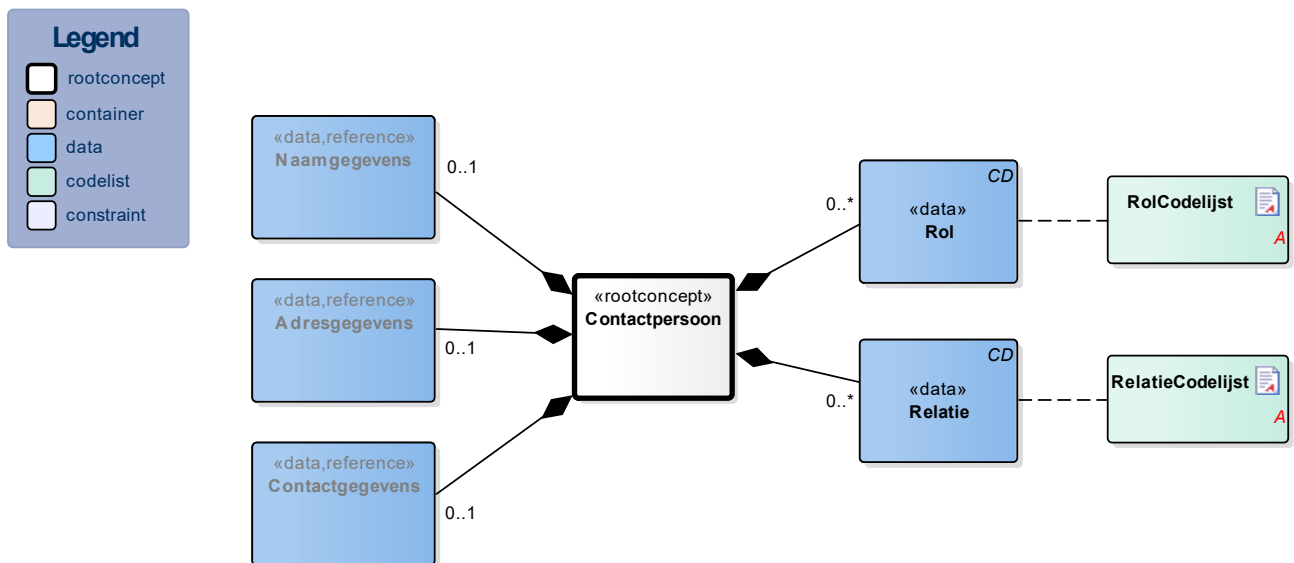 Legend
rootconcept
container
data
codelist
constraint
«data,reference»
Naamgegevens
0..1
«data,reference»
Adresgegevens
0..1
«data,reference»
Contactgegevens
0..1
«rootconcept»
Contactpersoon
CD
«data»
Rol
0..*
RolCodelijst
A
CD
«data»
Relatie
0..*
RelatieCodelijst
A